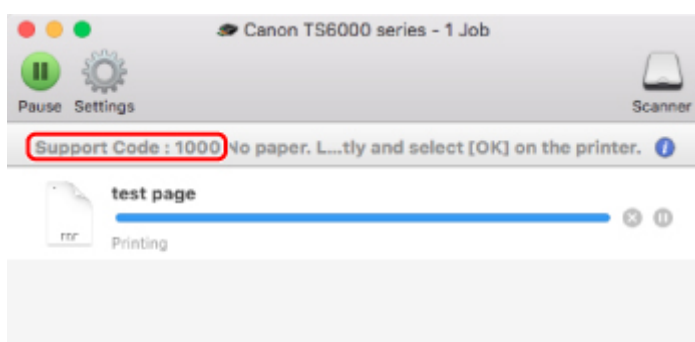 Canon TS6000 series - 1 Job
Pause Settings Scanner
Support Code : 1000 No paper. L...tly and select [OK] on the printer.
test page
Printing